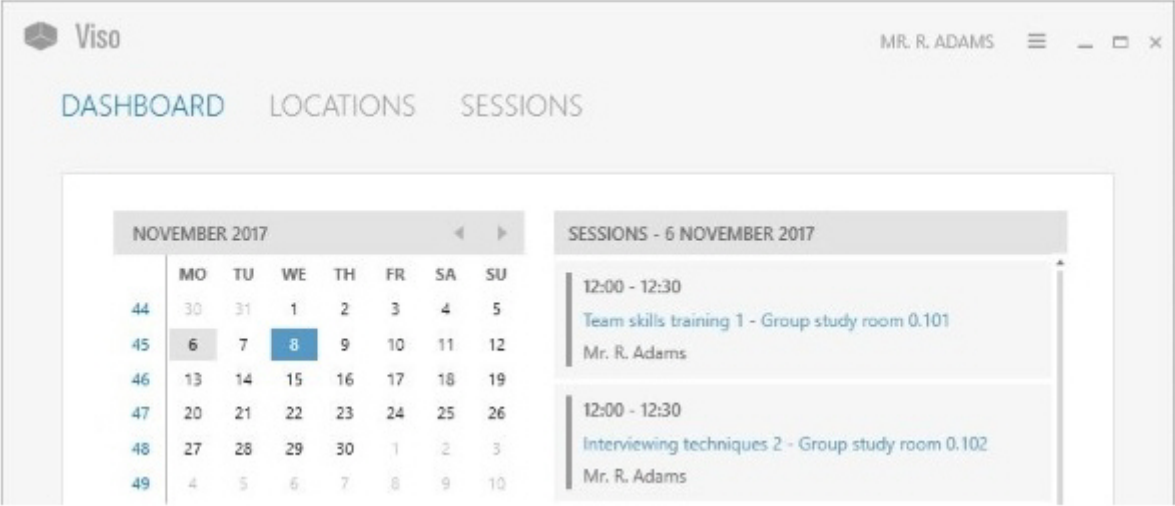 Viso
MR. R. ADAMS
DASHBOARD LOCATIONS SESSIONS
NOVEMBER 2017
MO TU WE TH FR SA SU
44 30 31 1 2 3 4 5
45 6 7 8 9 10 11 12
46 13 14 15 16 17 18 19
47 20 21 22 23 24 25 26
48 27 28 29 30 1 2 3
49 4 5 6 7 8 9 10
SESSIONS - 6 NOVEMBER 2017
12:00 - 12:30
Team skills training 1 - Group study room 0.101
Mr. R. Adams
12:00 - 12:30
Interviewing techniques 2 - Group study room 0.102
Mr. R. Adams